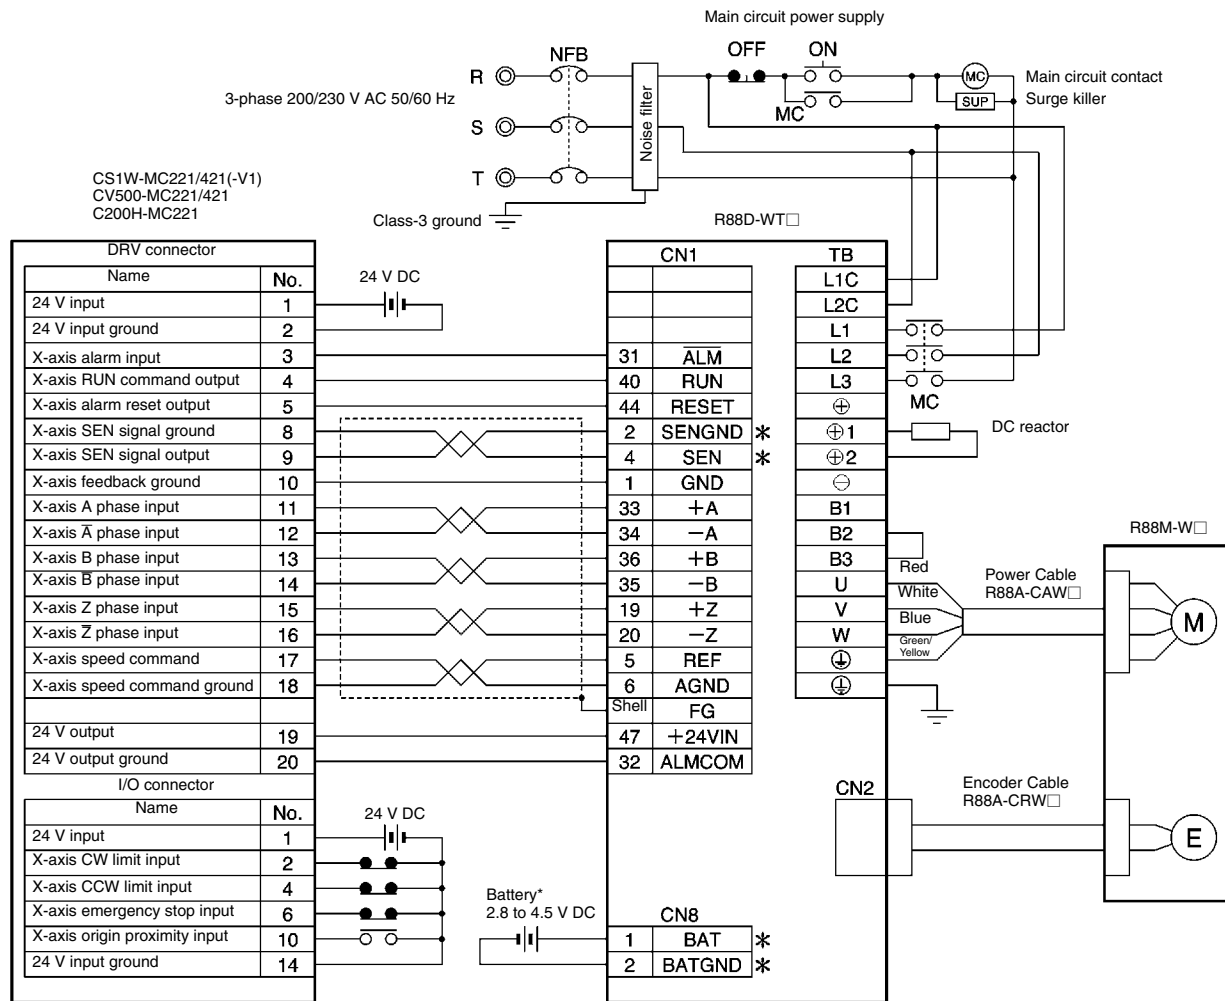 Main circuit power supply
OFF ON
NFB
R
MC Main circuit contact
3-phase 200/230 V AC 50/60 Hz
SUP Surge killer
MC
S
Noise filter
T
CS1W-MC221/421(-V1)
CV500-MC221/421
C200H-MC221
Class-3 ground
R88D-WT□
DRV connector
Name No.
24 V input 1
24 V input ground 2
X-axis alarm input 3
X-axis RUN command output 4
X-axis alarm reset output 5
X-axis SEN signal ground 8
X-axis SEN signal output 9
X-axis feedback ground 10
X-axis A phase input 11
X-axis A̅ phase input 12
X-axis B phase input 13
X-axis B̅ phase input 14
X-axis Z phase input 15
X-axis Z̅ phase input 16
X-axis speed command 17
X-axis speed command ground 18
24 V output 19
24 V output ground 20
24 V DC
CN1
31 A̅L̅M̅
40 RUN
44 RESET
2 SENGND *
4 SEN *
1 GND
33 +A
34 −A
36 +B
35 −B
19 +Z
20 −Z
5 REF
6 AGND
Shell FG
47 +24VIN
32 ALMCOM
TB
L1C
L2C
L1
L2
L3
⊕
⊕1
⊕2
⊖
B1
B2
B3
U
V
W
MC
DC reactor
Red
White
Blue
Green/
Yellow
Power Cable
R88A-CAW□
R88M-W□
M
I/O connector
Name No.
24 V input 1
X-axis CW limit input 2
X-axis CCW limit input 4
X-axis emergency stop input 6
X-axis origin proximity input 10
24 V input ground 14
24 V DC
Battery*
2.8 to 4.5 V DC
CN8
1 BAT *
2 BATGND *
CN2
Encoder Cable
R88A-CRW□
E